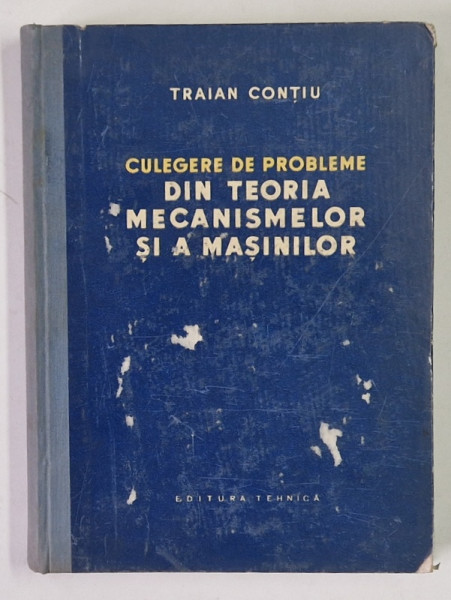 TRAIAN CONȚIU
CULEGERE DE PROBLEME
DIN TEORIA
MECANISMELOR
ȘI A MAȘINILOR
EDITURA TEHNICĂ